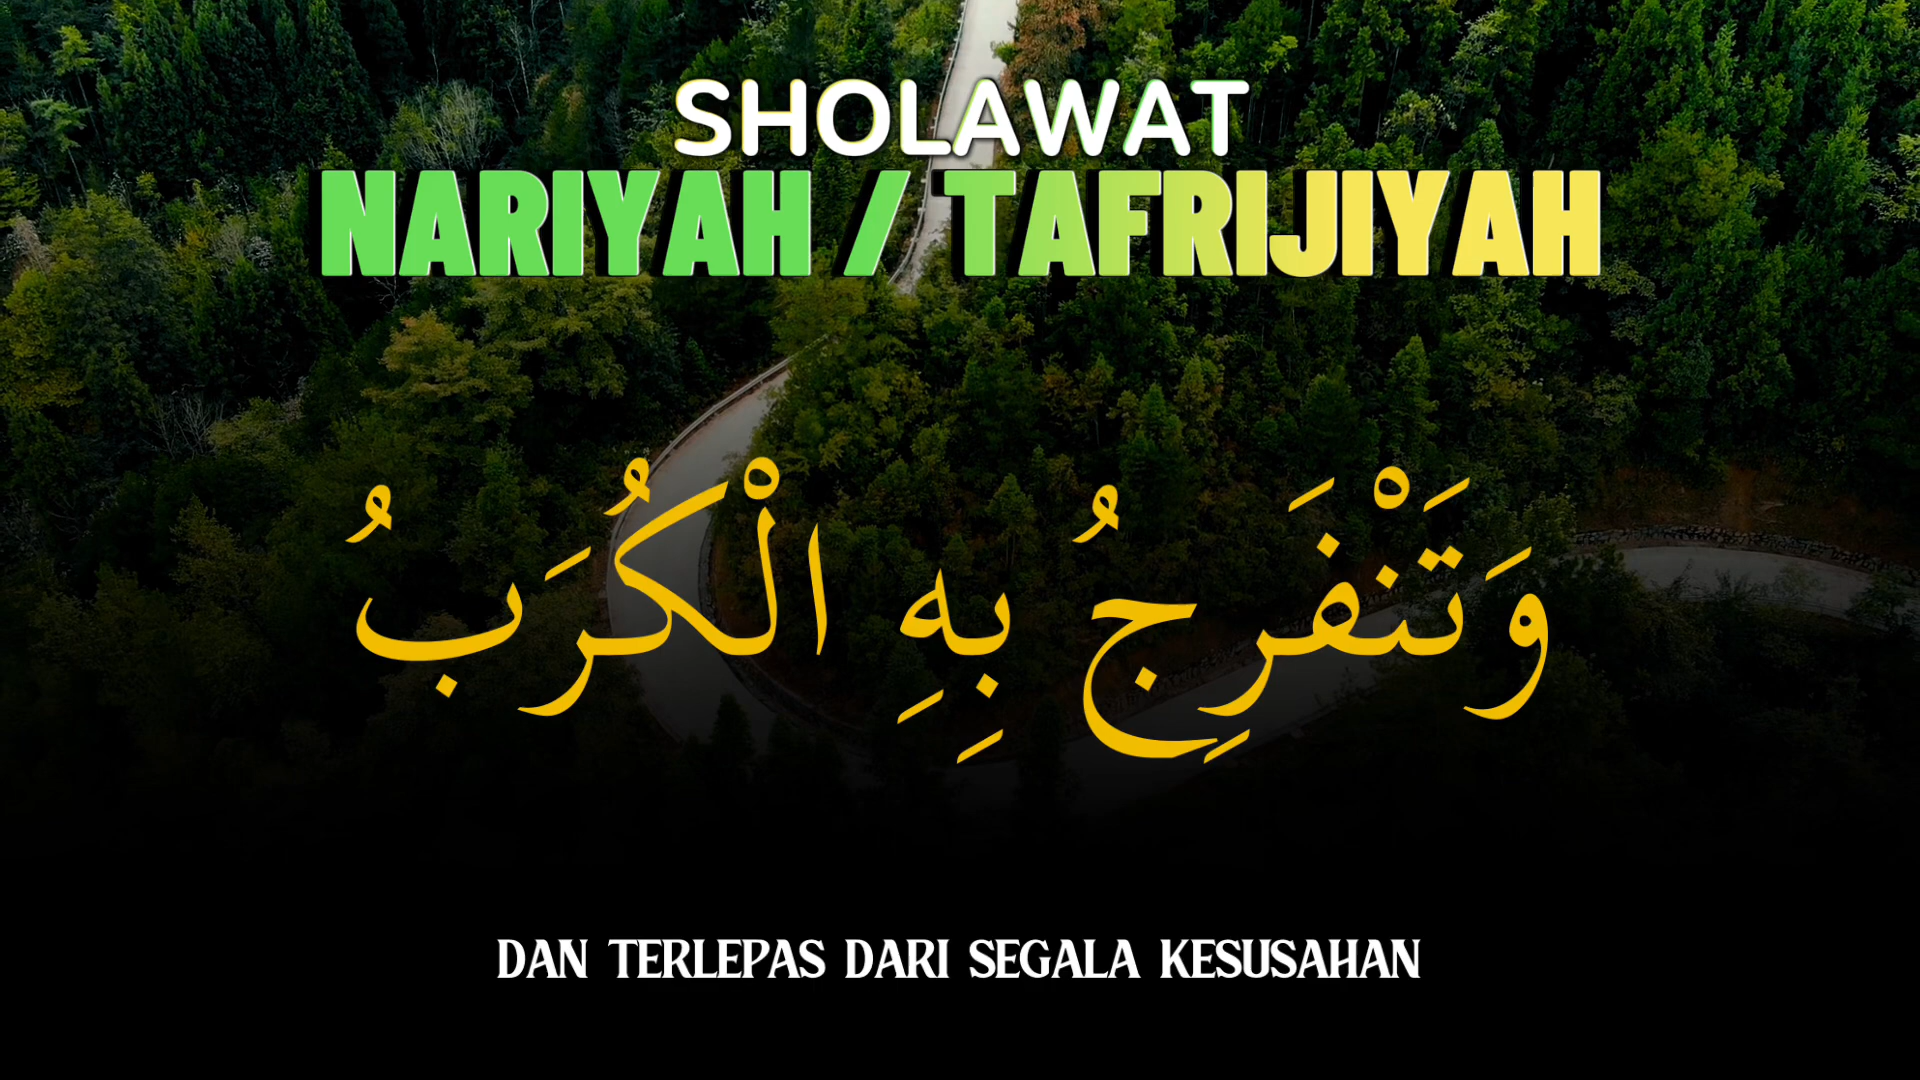 SHOLAWAT
NARIYAH / TAFRIJIYAH
وَتَنْفَرِجُ بِهِ الْكُرَبُ
DAN TERLEPAS DARI SEGALA KESUSAHAN